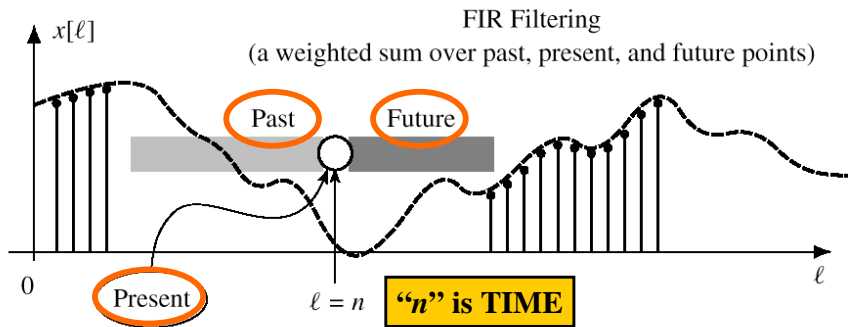 x[ℓ]
FIR Filtering
(a weighted sum over past, present, and future points)
Past
Future
0
Present
ℓ = n
“n” is TIME
ℓ